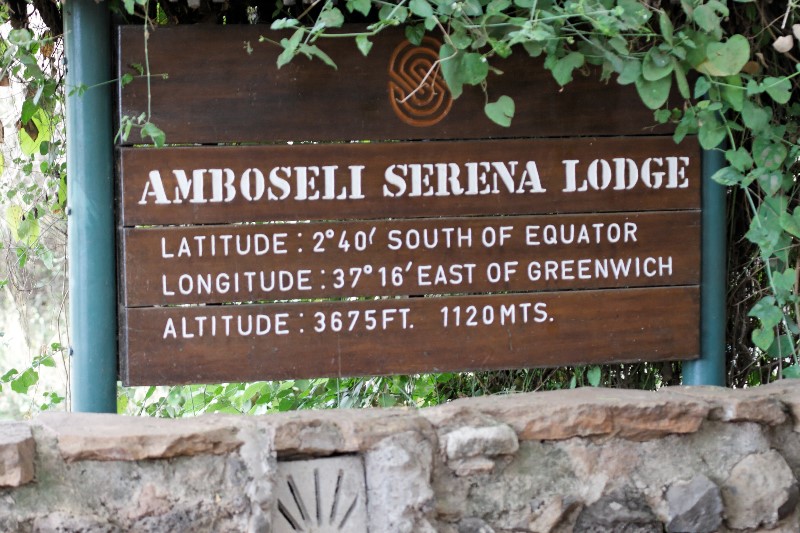 AMBOSELI SERENA LODGE
LATITUDE : 2°40′ SOUTH OF EQUATOR
LONGITUDE : 37°16′ EAST OF GREENWICH
ALTITUDE : 3675FT. 1120MTS.